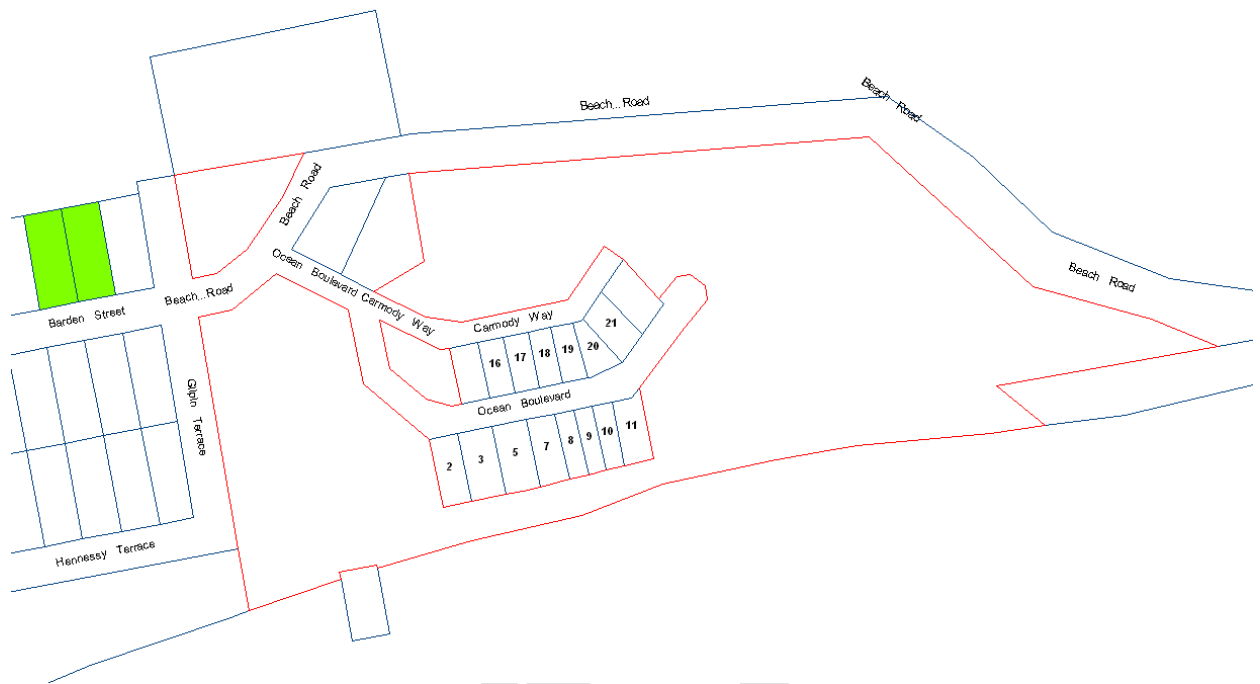 Beach Road
Beach... Road
Beach Road
Ocean Boulevard Carmody Way
Beach... Road
Beach Road
Barden Street
Carmody Way
21
16 17 18 19 20
Gilpin Terrace
Ocean Boulevard
2 3 5 7 8 9 10 11
Hennessy Terrace